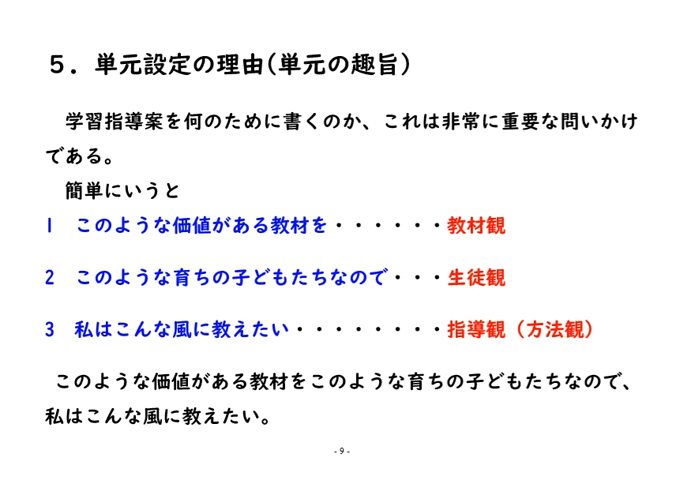 ５．単元設定の理由(単元の趣旨)
学習指導案を何のために書くのか、これは非常に重要な問いかけ
である。
簡単にいうと
1　このような価値がある教材を・・・・・・教材観
2　このような育ちの子どもたちなので・・・生徒観
3　私はこんな風に教えたい・・・・・・・・指導観（方法観）
このような価値がある教材をこのような育ちの子どもたちなので、
私はこんな風に教えたい。
- 9 -